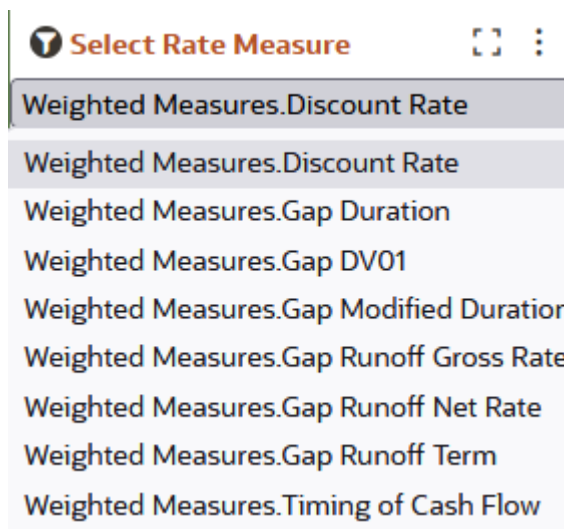 Select Rate Measure
Weighted Measures.Discount Rate
Weighted Measures.Discount Rate
Weighted Measures.Gap Duration
Weighted Measures.Gap DV01
Weighted Measures.Gap Modified Duration
Weighted Measures.Gap Runoff Gross Rate
Weighted Measures.Gap Runoff Net Rate
Weighted Measures.Gap Runoff Term
Weighted Measures.Timing of Cash Flow